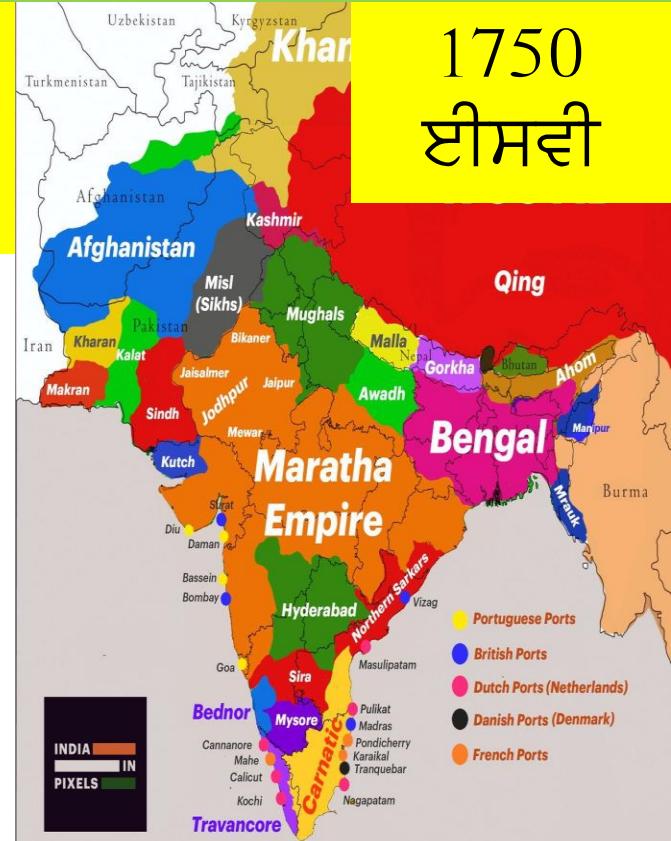 1750
ਈਸਵੀ
Uzbekistan
Kyrgyzstan
Khan
Turkmenistan
Tajikistan
Afghanistan
Afghanistan
Kashmir
Misl
(Sikhs)
Qing
Mughals
Pakistan
Iran
Kharan
Kalat
Bikaner
Malla
Nepal
Gorkha
Bhutan
Ahom
Makran
Sindh
Jaisalmer
Jodhpur
Jaipur
Awadh
Mewar
Bengal
Manipur
Kutch
Maratha
Empire
Mrauk
Burma
Surat
Diu
Daman
Bassein
Bombay
Hyderabad
Northern Sarkars
Vizag
Masulipatam
Goa
Sira
Bednor
Mysore
Carnatic
Pulikat
Madras
Pondicherry
Karaikal
Tranquebar
Nagapatam
Cannanore
Mahe
Calicut
Kochi
Travancore
Portuguese Ports
British Ports
Dutch Ports (Netherlands)
Danish Ports (Denmark)
French Ports
INDIA
IN
PIXELS